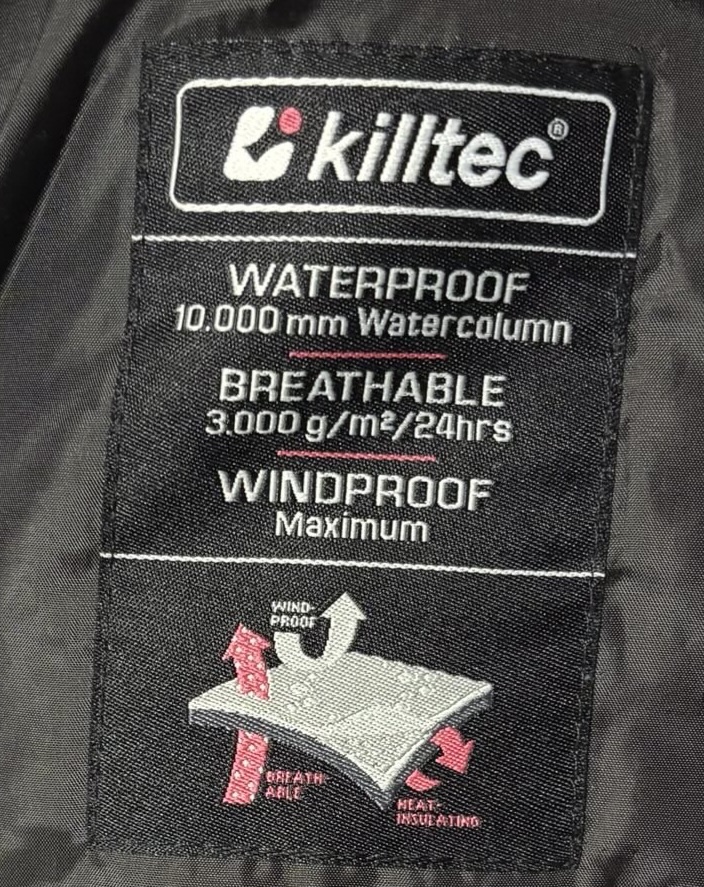 killtec®
WATERPROOF
10.000 mm Watercolumn
BREATHABLE
3.000 g/m²/24hrs
WINDPROOF
Maximum
WIND-
PROOF
BREATH-
ABLE
HEAT-
INSULATING